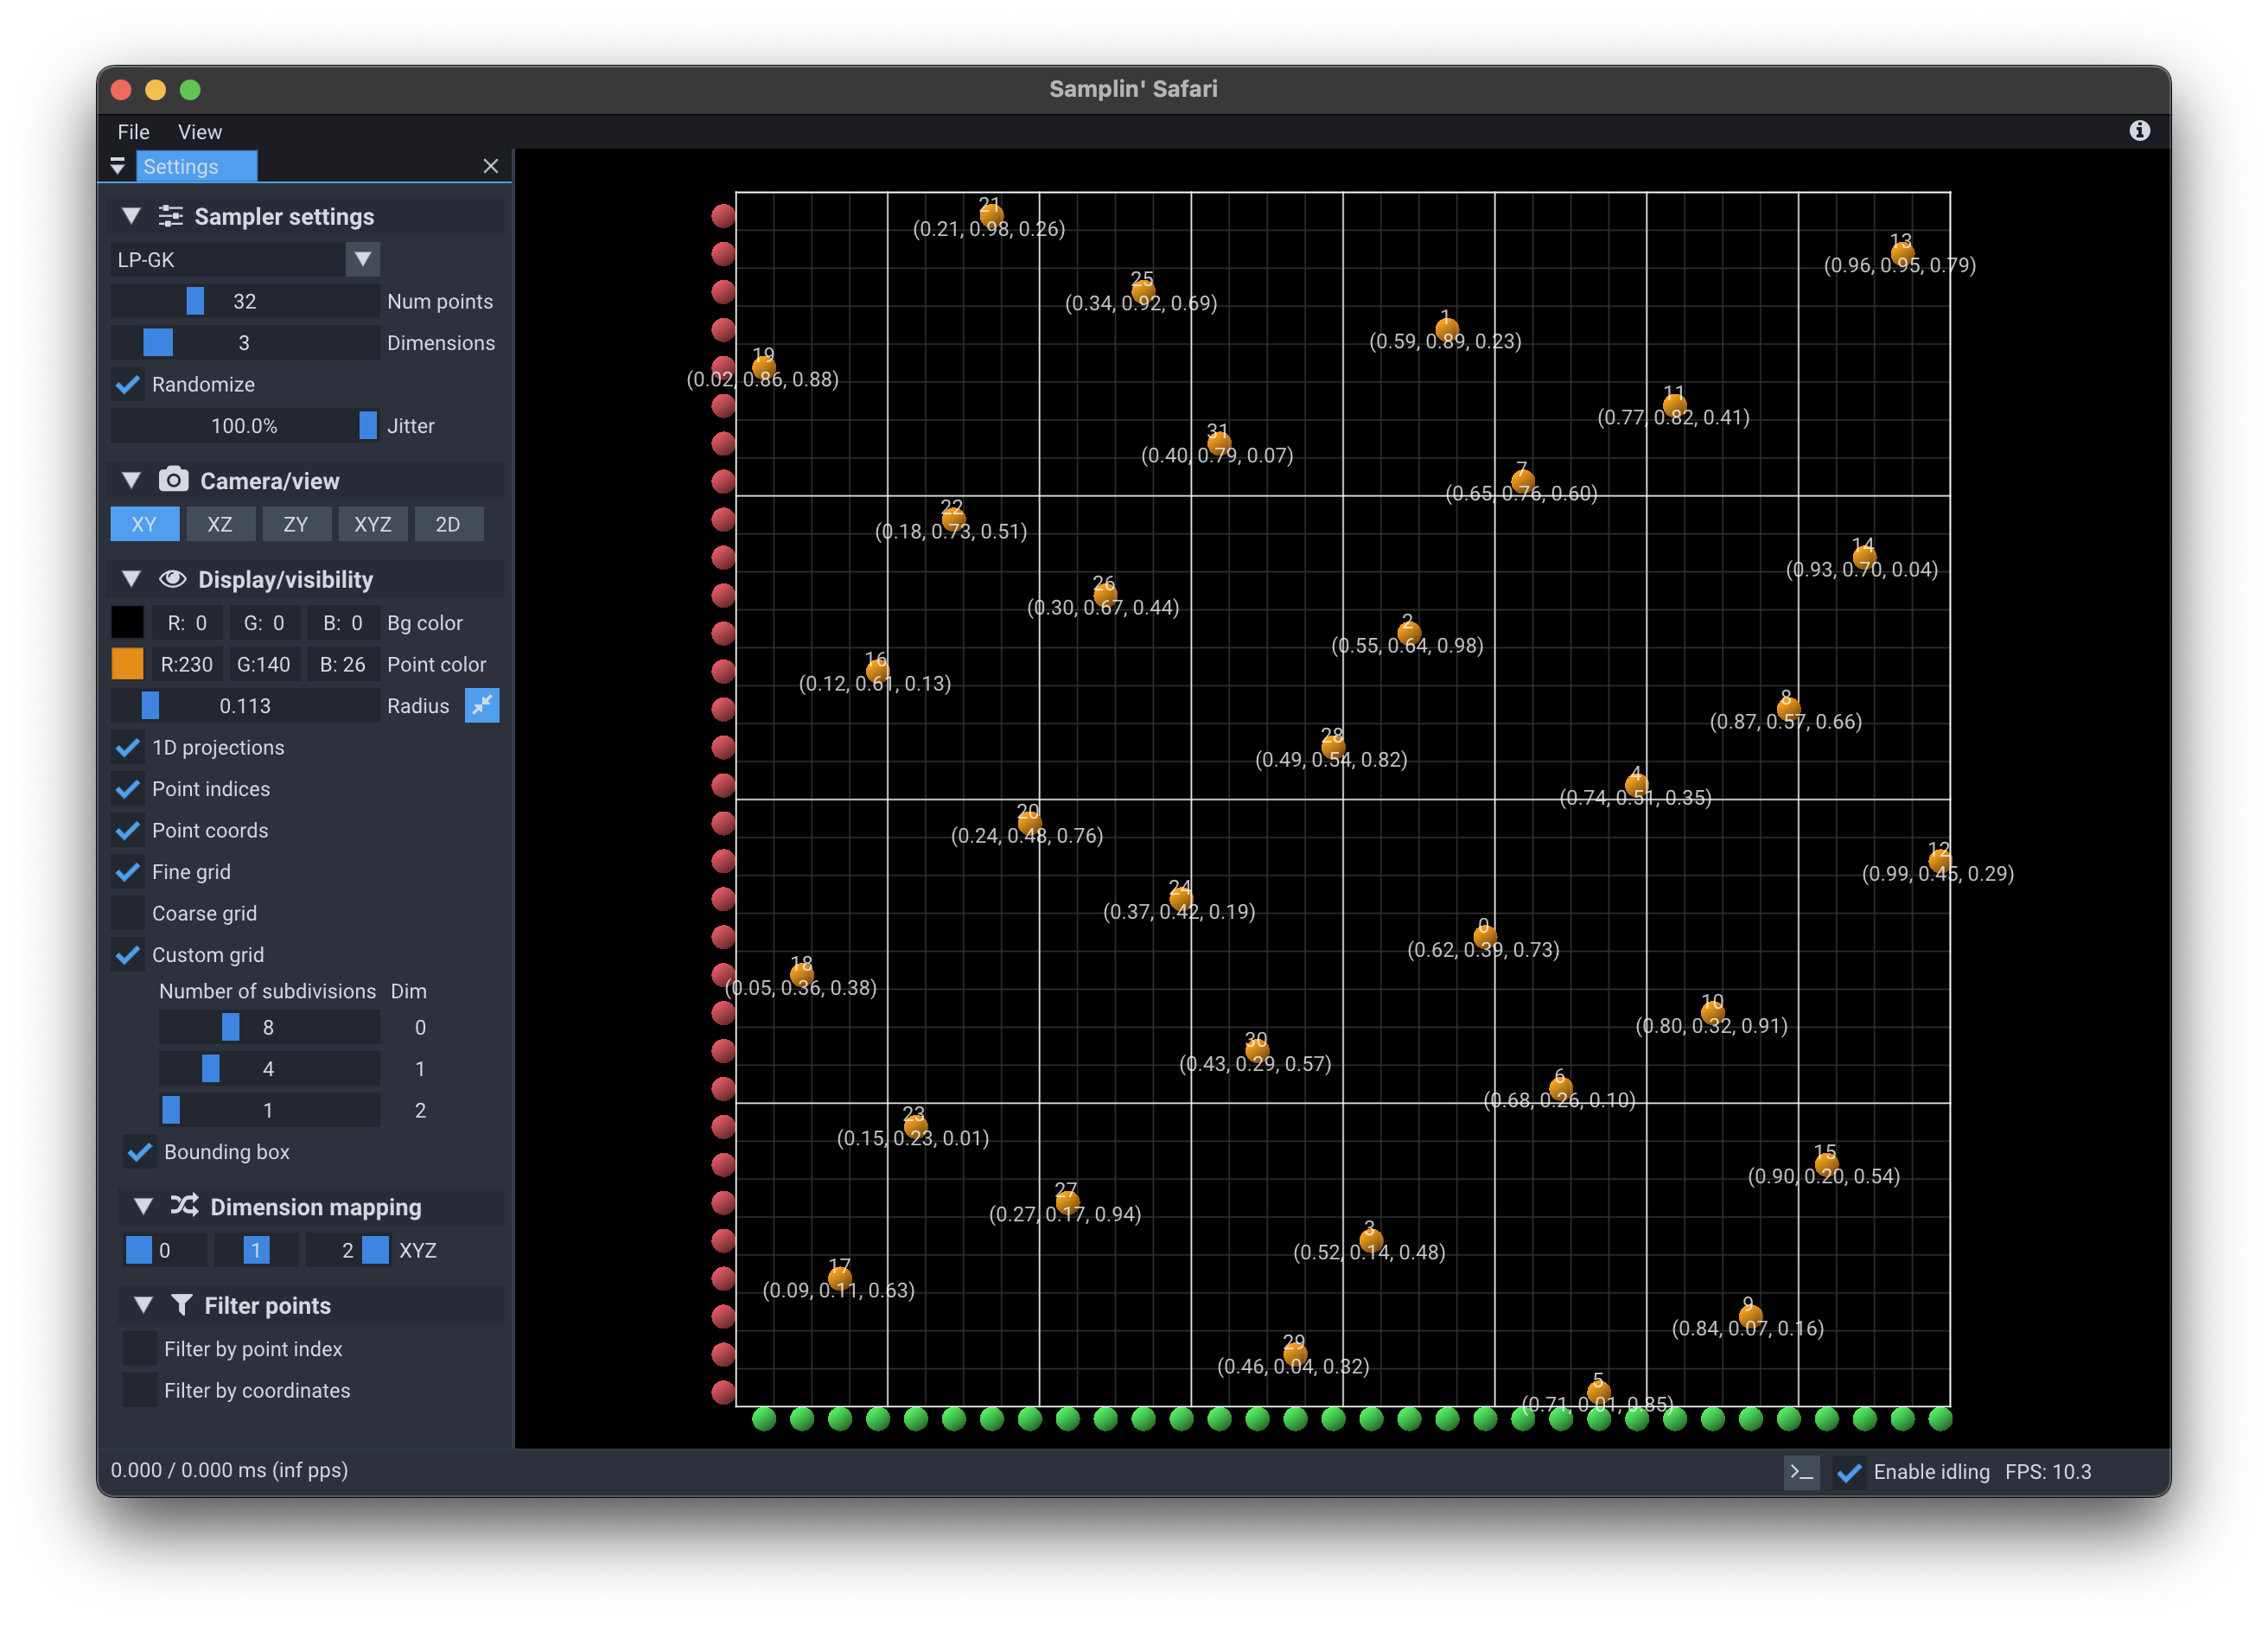 Samplin' Safari
File View
Settings
Sampler settings
LP-GK
32 Num points
3 Dimensions
Randomize
100.0% Jitter
Camera/view
XY XZ ZY XYZ 2D
Display/visibility
R: 0 G: 0 B: 0 Bg color
R:230 G:140 B: 26 Point color
0.113 Radius
1D projections
Point indices
Point coords
Fine grid
Coarse grid
Custom grid
Number of subdivisions Dim
8 0
4 1
1 2
Bounding box
Dimension mapping
0 1 2 XYZ
Filter points
Filter by point index
Filter by coordinates
21
(0.21, 0.98, 0.26)
13
(0.96, 0.95, 0.79)
25
(0.34, 0.92, 0.69)
1
(0.59, 0.89, 0.23)
19
(0.02, 0.86, 0.88)
11
(0.77, 0.82, 0.41)
31
(0.40, 0.79, 0.07)
7
(0.65, 0.76, 0.60)
22
(0.18, 0.73, 0.51)
14
(0.93, 0.70, 0.04)
26
(0.30, 0.67, 0.44)
2
(0.55, 0.64, 0.98)
16
(0.12, 0.61, 0.13)
8
(0.87, 0.57, 0.66)
28
(0.49, 0.54, 0.82)
4
(0.74, 0.51, 0.35)
20
(0.24, 0.48, 0.76)
12
(0.99, 0.45, 0.29)
24
(0.37, 0.42, 0.19)
0
(0.62, 0.39, 0.73)
18
(0.05, 0.36, 0.38)
10
(0.80, 0.32, 0.91)
30
(0.43, 0.29, 0.57)
6
(0.68, 0.26, 0.10)
23
(0.15, 0.23, 0.01)
15
(0.90, 0.20, 0.54)
27
(0.27, 0.17, 0.94)
3
(0.52, 0.14, 0.48)
17
(0.09, 0.11, 0.63)
9
(0.84, 0.07, 0.16)
29
(0.46, 0.04, 0.32)
5
(0.71, 0.01, 0.85)
0.000 / 0.000 ms (inf pps)
Enable idling FPS: 10.3